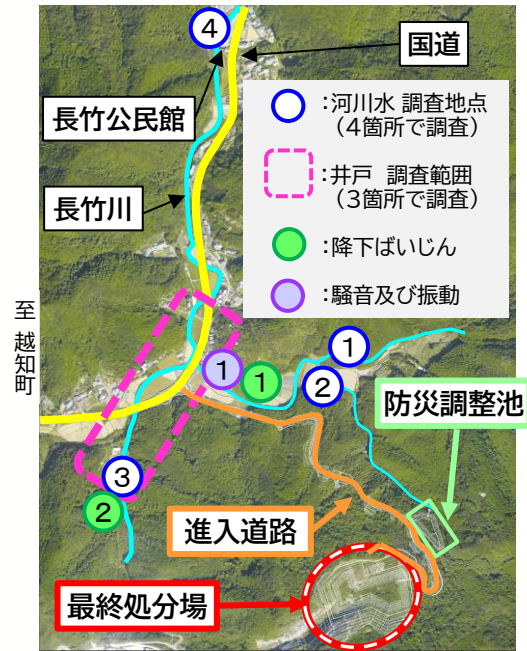 ④
国道
長竹公民館
:河川水 調査地点
（4箇所で調査）
:井戸 調査範囲
（3箇所で調査）
:降下ばいじん
:騒音及び振動
長竹川
至 越知町
①
①
①
②
防災調整池
③
②
進入道路
最終処分場